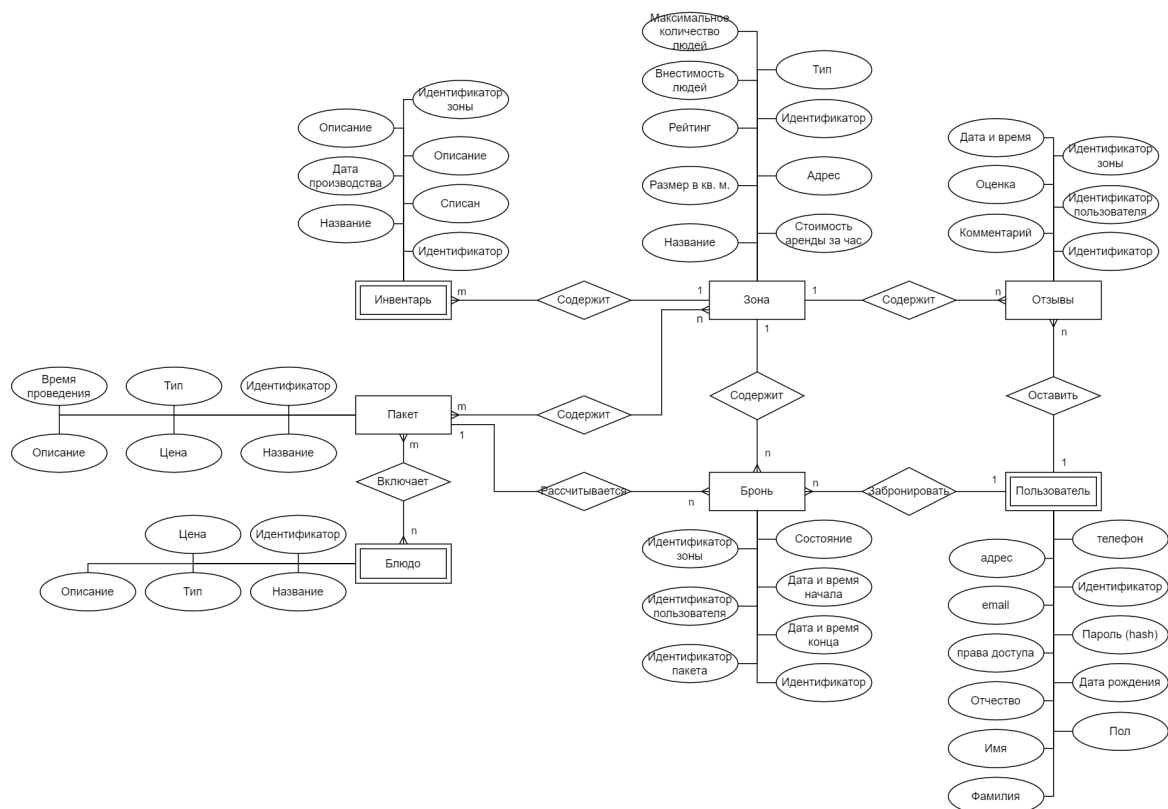 Максимальное
количество
людей
Тип
Внестимость
людей
Идентификатор
Рейтинг
Адрес
Размер в кв. м.
Стоимость
аренды за час
Название
Идентификатор
зоны
Описание
Описание
Дата
производства
Списан
Название
Идентификатор
Дата и время
Идентификатор
зоны
Оценка
Идентификатор
пользователя
Комментарий
Идентификатор
Инвентарь
m
Содержит
1
Зона
1
Содержит
n
Отзывы
n
1
n
Время
проведения
Тип
Идентификатор
Описание
Цена
Название
Пакет
m
Содержит
1
m
Содержит
Оставить
Включает
n
Рассчитывается
n
n
Бронь
n
Забронировать
1
1
Пользователь
Цена
Идентификатор
Описание
Тип
Название
Блюдо
Идентификатор
зоны
Состояние
Дата и время
начала
Идентификатор
пользователя
Дата и время
конца
Идентификатор
пакета
Идентификатор
телефон
адрес
Идентификатор
email
Пароль (hash)
права доступа
Дата рождения
Отчество
Пол
Имя
Фамилия